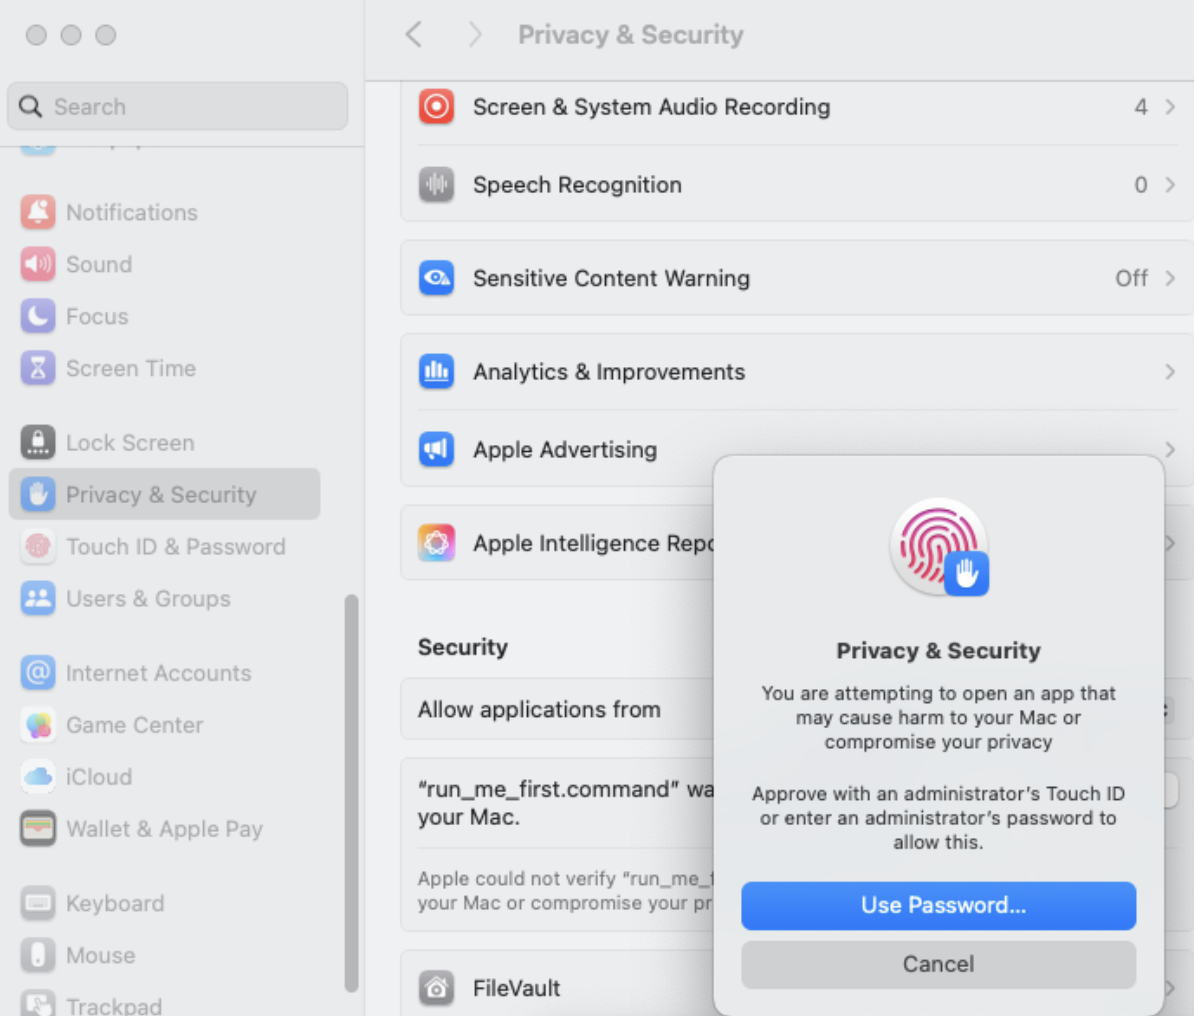 Privacy & Security
Search
Notifications
Sound
Focus
Screen Time
Lock Screen
Privacy & Security
Touch ID & Password
Users & Groups
Internet Accounts
Game Center
iCloud
Wallet & Apple Pay
Keyboard
Mouse
Trackpad
Screen & System Audio Recording 4
Speech Recognition 0
Sensitive Content Warning Off
Analytics & Improvements
Apple Advertising
Apple Intelligence Repo
Security
Allow applications from
“run_me_first.command” wa
your Mac.
Apple could not verify “run_me_f
your Mac or compromise your pr
FileVault
Privacy & Security
You are attempting to open an app that
may cause harm to your Mac or
compromise your privacy
Approve with an administrator's Touch ID
or enter an administrator's password to
allow this.
Use Password...
Cancel